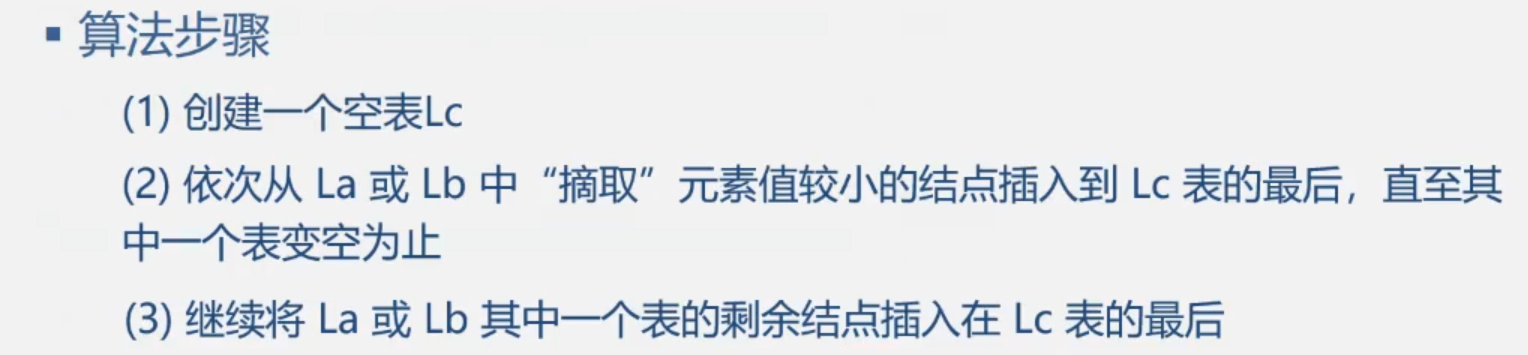 ▪ 算法步骤
(1) 创建一个空表Lc
(2) 依次从 La 或 Lb 中“摘取”元素值较小的结点插入到 Lc 表的最后，直至其
中一个表变空为止
(3) 继续将 La 或 Lb 其中一个表的剩余结点插入在 Lc 表的最后